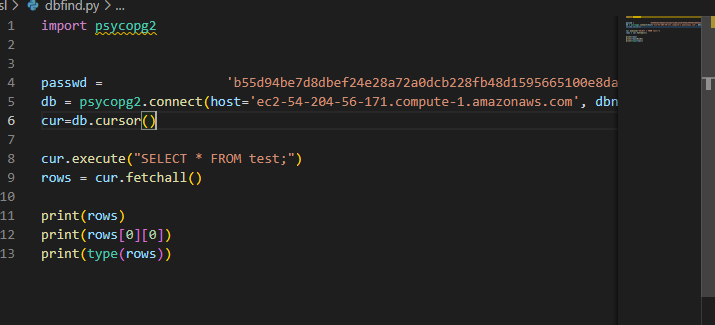 sl > dbfind.py > ...
1 import psycopg2
2
3
4 passwd = 'b55d94be7d8dbef24e28a72a0dcb228fb48d1595665100e8da
5 db = psycopg2.connect(host='ec2-54-204-56-171.compute-1.amazonaws.com', dbn
6 cur=db.cursor()
7
8 cur.execute("SELECT * FROM test;")
9 rows = cur.fetchall()
10
11 print(rows)
12 print(rows[0][0])
13 print(type(rows))